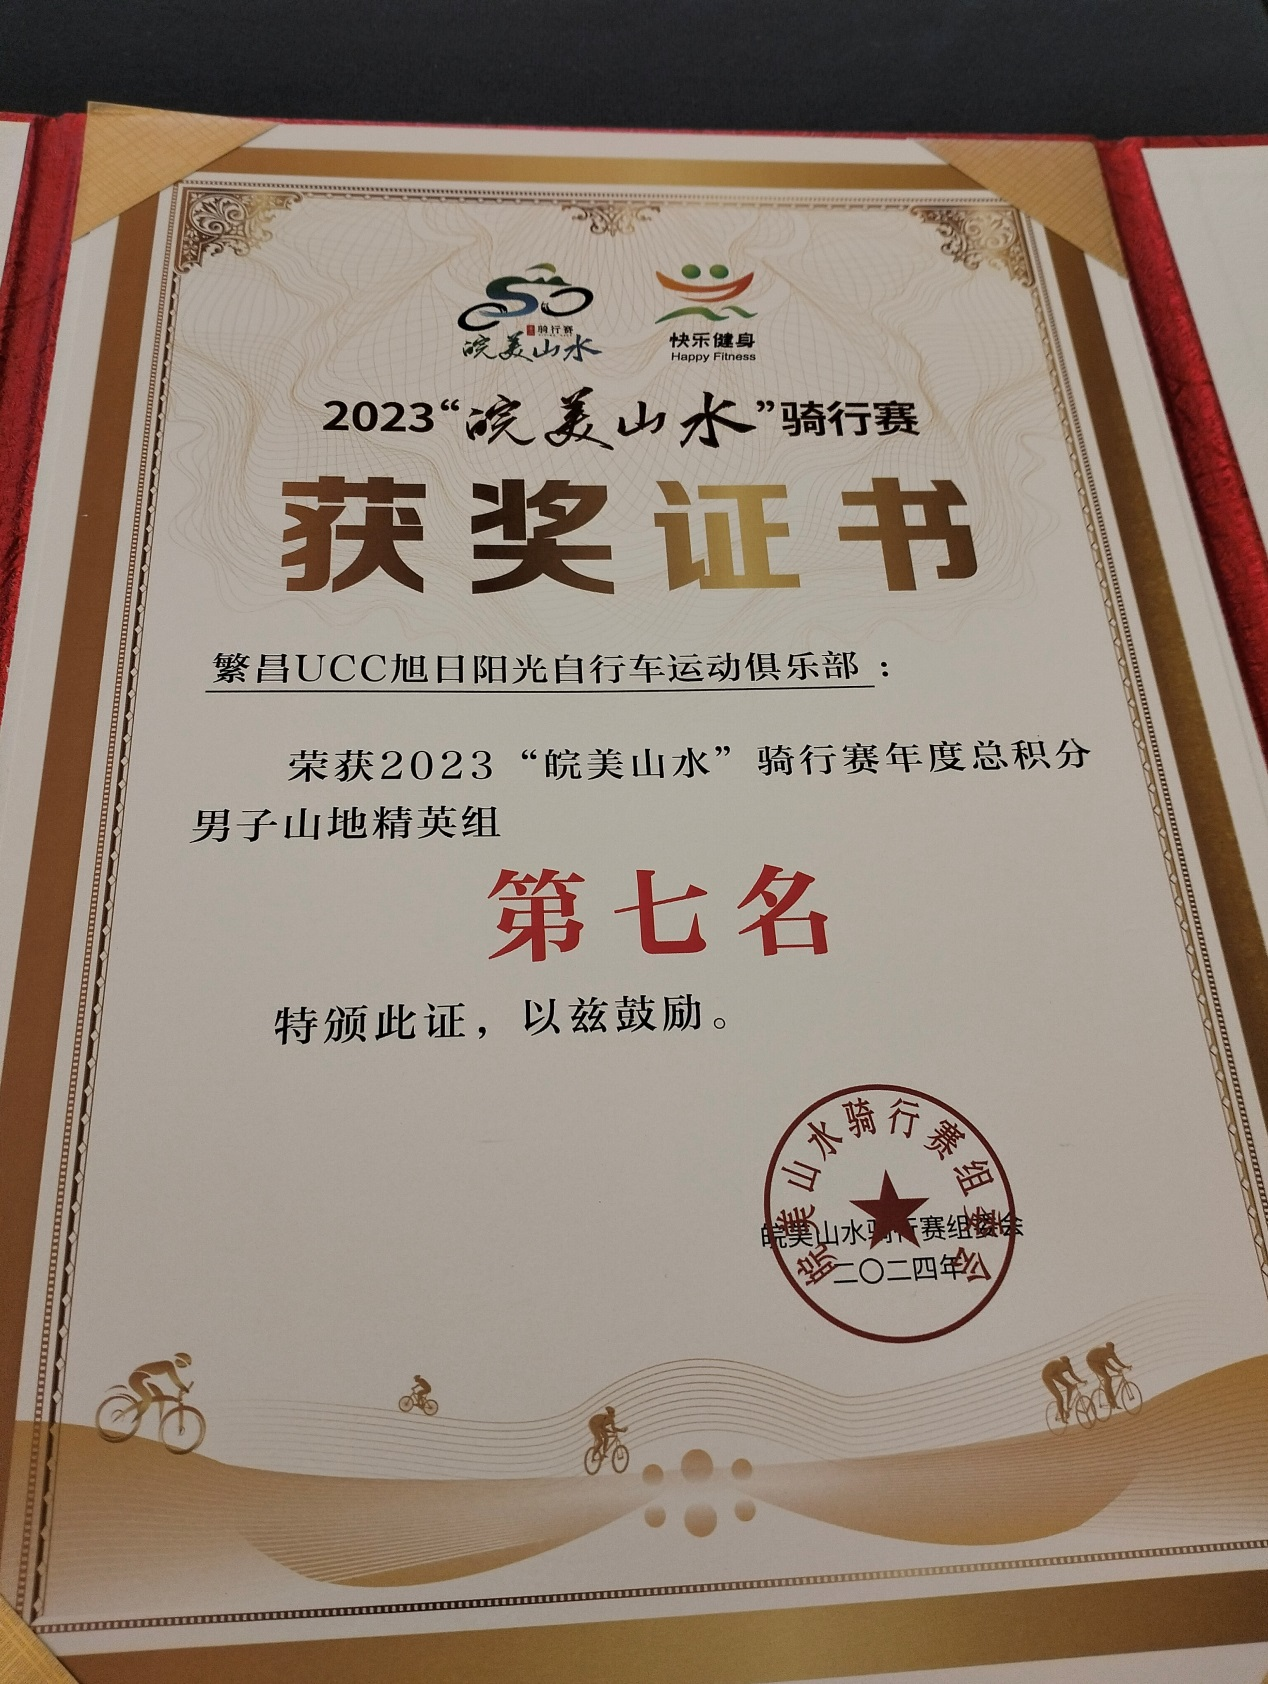 骑行赛
皖美山水
快乐健身
Happy Fitness
2023“皖美山水”骑行赛
获奖证书
繁昌UCC旭日阳光自行车运动俱乐部：
荣获2023“皖美山水”骑行赛年度总积分
男子山地精英组
第七名
特颁此证，以兹鼓励。
皖美山水骑行赛组委会
皖美山水骑行赛组委会
二〇二四年